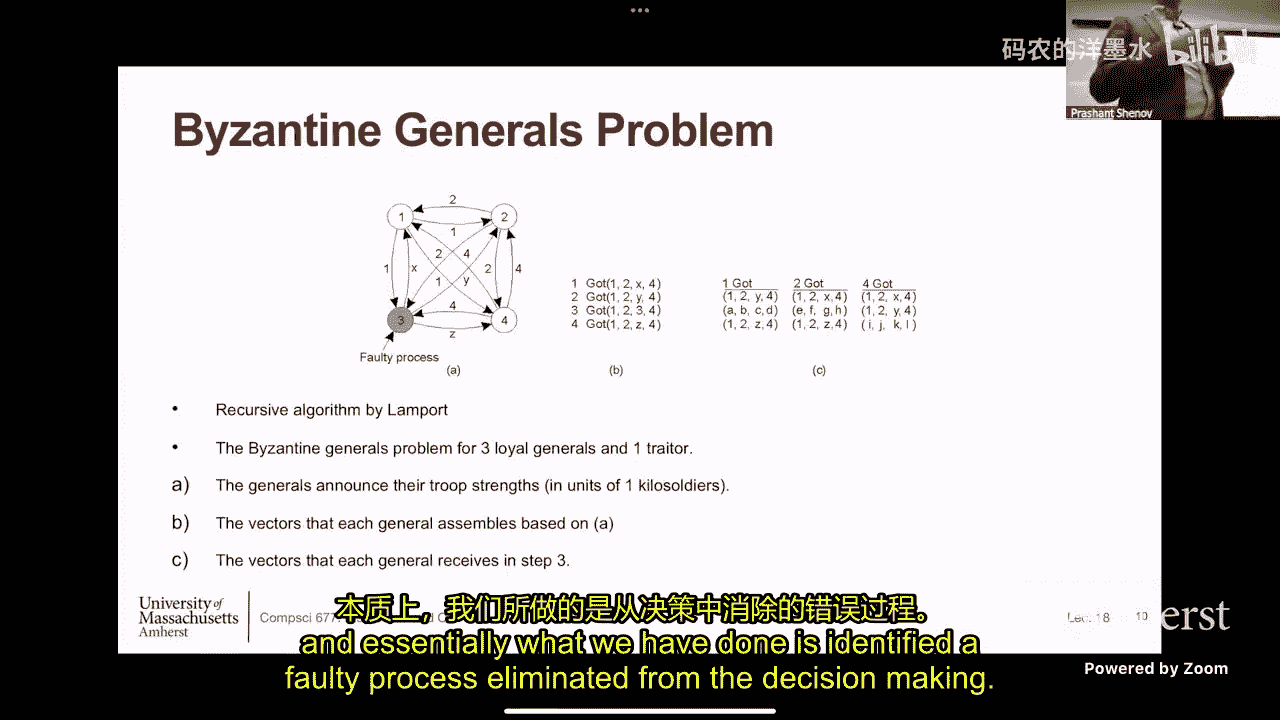 码农的洋墨水 bilibili
Prashant Shenoy
Byzantine Generals Problem
2
1 2
1
2 4
1 x 2 4
1 y
4
3 4
z
Faulty process
(a)
1 Got(1, 2, x, 4)
2 Got(1, 2, y, 4)
3 Got(1, 2, 3, 4)
4 Got(1, 2, z, 4)
(b)
1 Got 2 Got 4 Got
(1, 2, y, 4) (1, 2, x, 4) (1, 2, x, 4)
(a, b, c, d) (e, f, g, h) (1, 2, y, 4)
(1, 2, z, 4) (1, 2, z, 4) (i, j, k, l)
(c)
• Recursive algorithm by Lamport
• The Byzantine generals problem for 3 loyal generals and 1 traitor.
a) The generals announce their troop strengths (in units of 1 kilosoldiers).
b) The vectors that each general assembles based on (a)
c) The vectors that each general receives in step 3.
University of
Massachusetts
Amherst
Compsci 677
Lec. 18 10
本质上，我们所做的是从决策中消除的错误过程。
and essentially what we have done is identified a
faulty process eliminated from the decision making.
Powered by Zoom